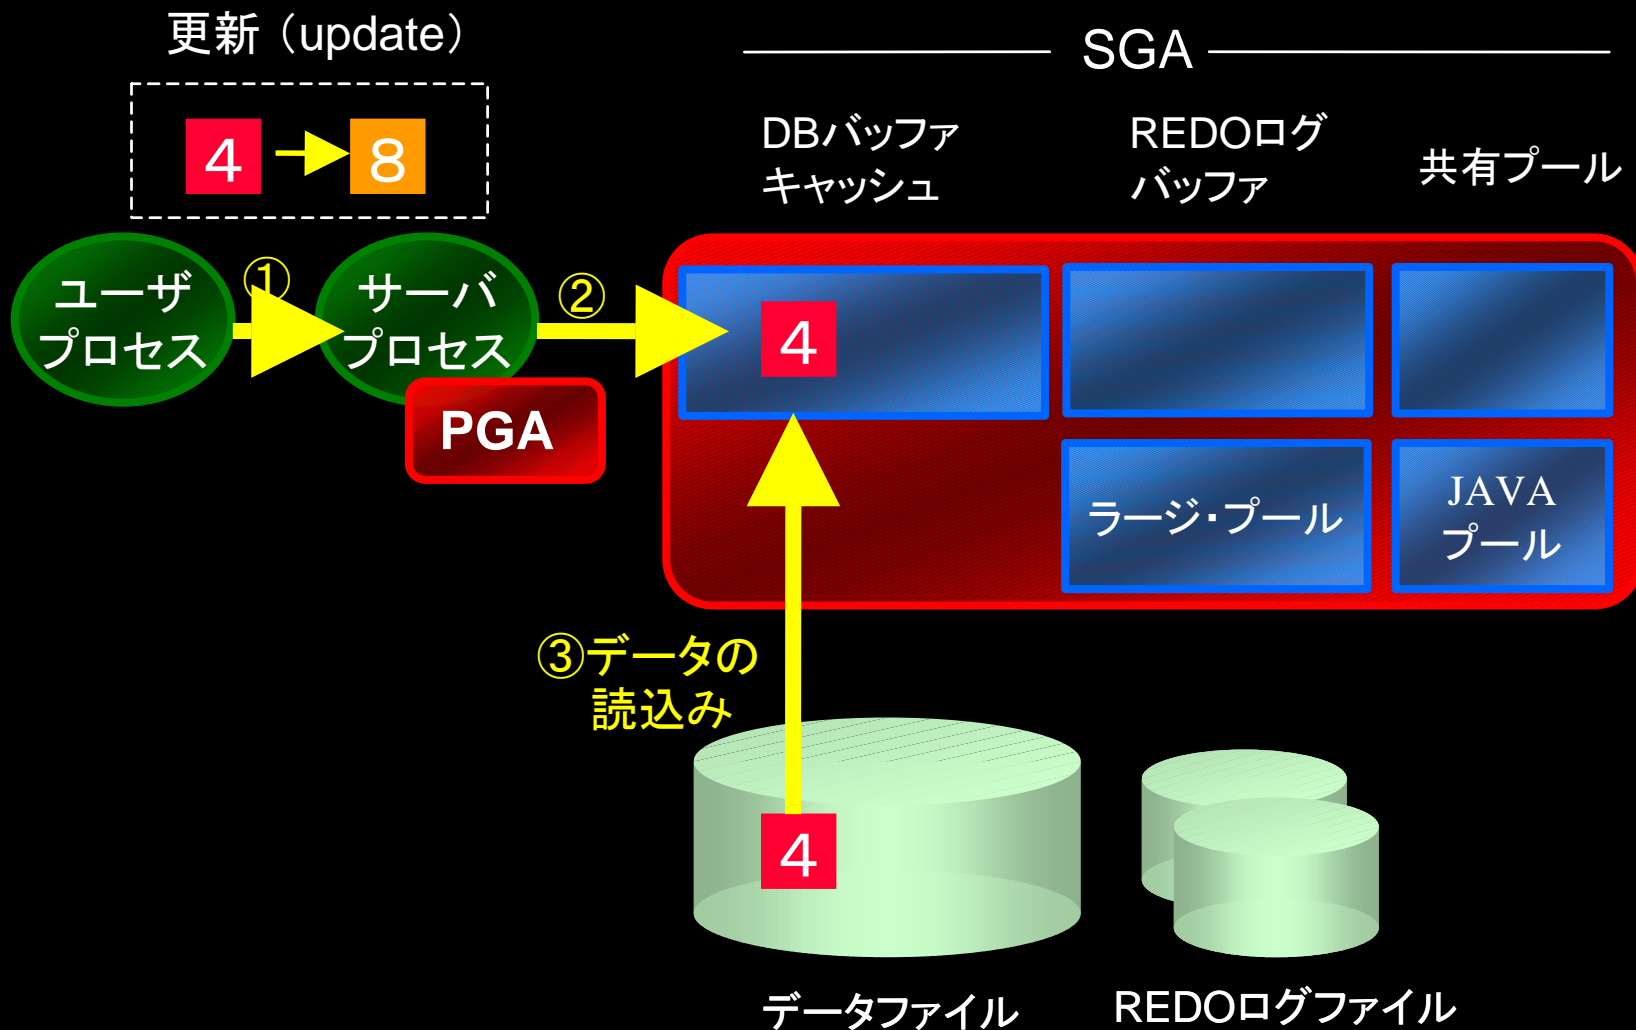 更新（update）
４
８
SGA
DBバッファ
キャッシュ
REDOログ
バッファ
共有プール
ユーザ
プロセス
①
サーバ
プロセス
②
４
PGA
ラージ・プール
JAVA
プール
③データの
読込み
４
データファイル
REDOログファイル